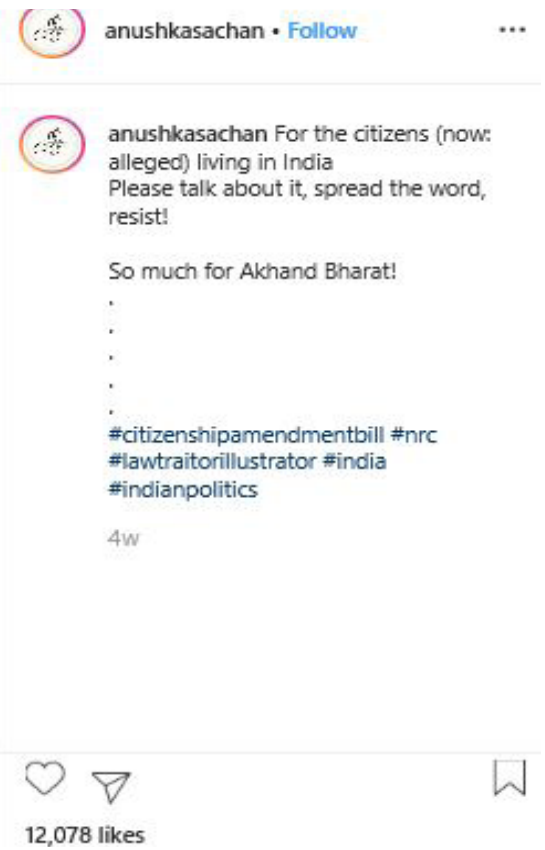 anushkasachan • Follow
anushkasachan For the citizens (now:
alleged) living in India
Please talk about it, spread the word,
resist!
So much for Akhand Bharat!
.
.
.
.
.
#citizenshipamendmentbill #nrc
#lawtraitorillustrator #india
#indianpolitics
4w
12,078 likes